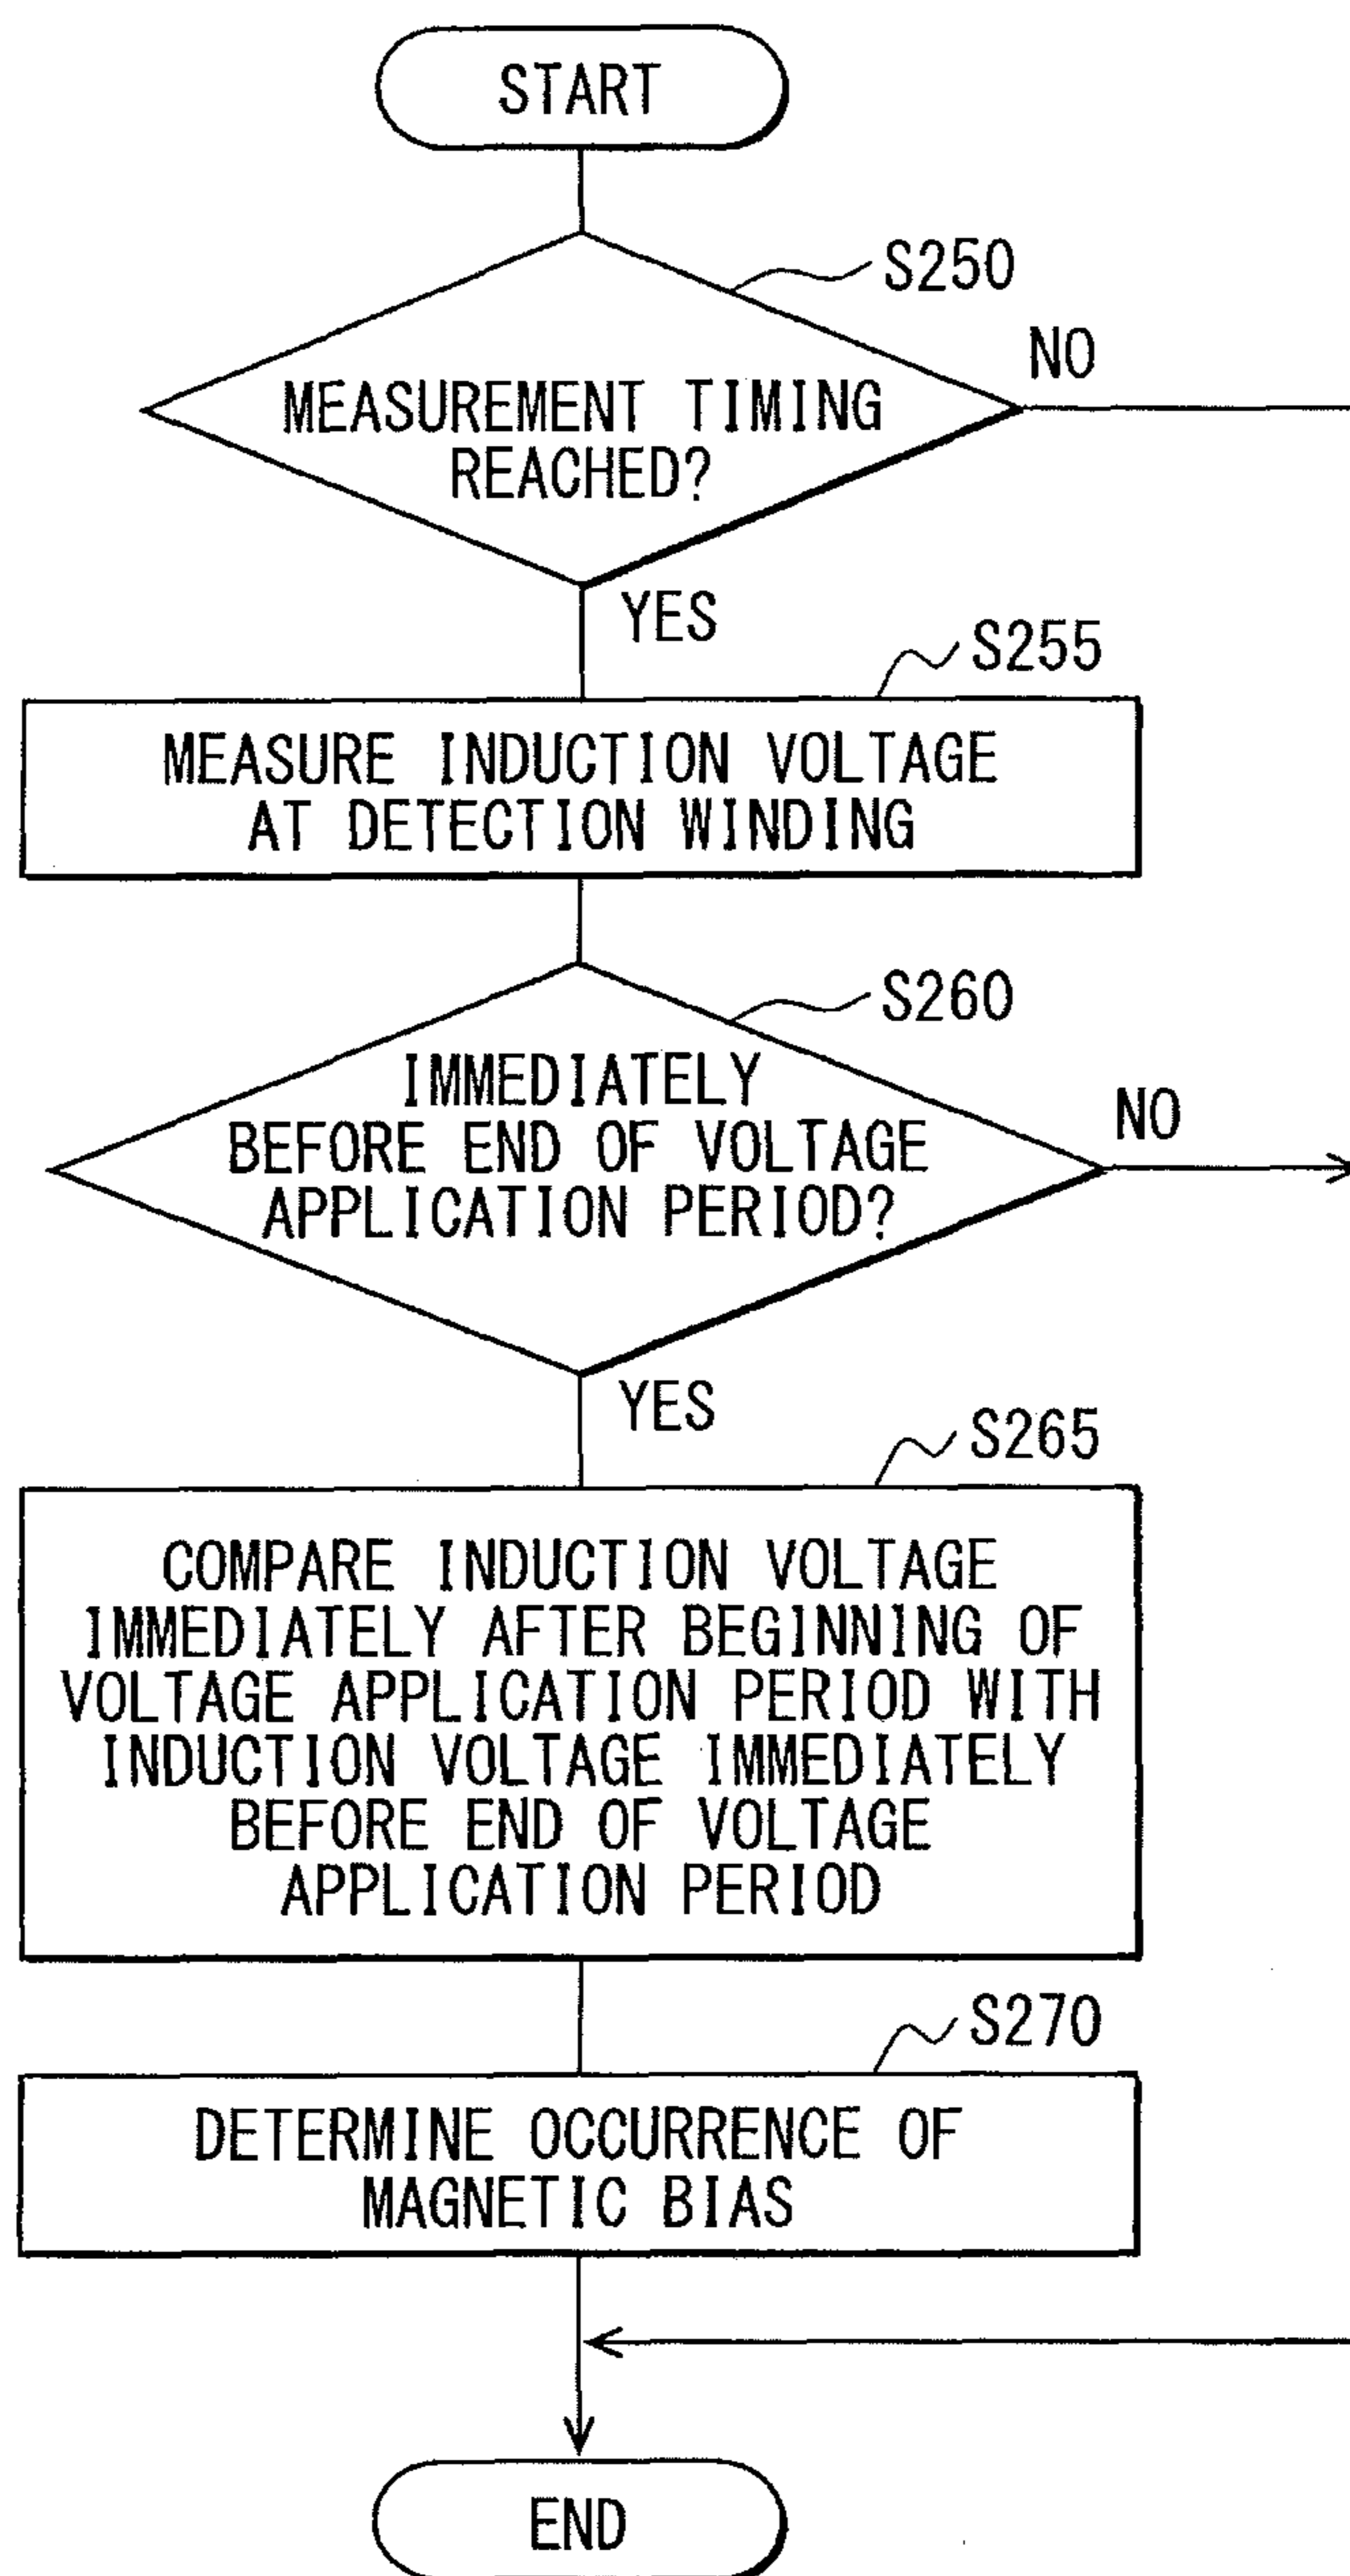 START
S250
NO
MEASUREMENT TIMING
REACHED?
YES
S255
MEASURE INDUCTION VOLTAGE
AT DETECTION WINDING
S260
IMMEDIATELY
BEFORE END OF VOLTAGE
APPLICATION PERIOD?
NO
YES
S265
COMPARE INDUCTION VOLTAGE
IMMEDIATELY AFTER BEGINNING OF
VOLTAGE APPLICATION PERIOD WITH
INDUCTION VOLTAGE IMMEDIATELY
BEFORE END OF VOLTAGE
APPLICATION PERIOD
S270
DETERMINE OCCURRENCE OF
MAGNETIC BIAS
END